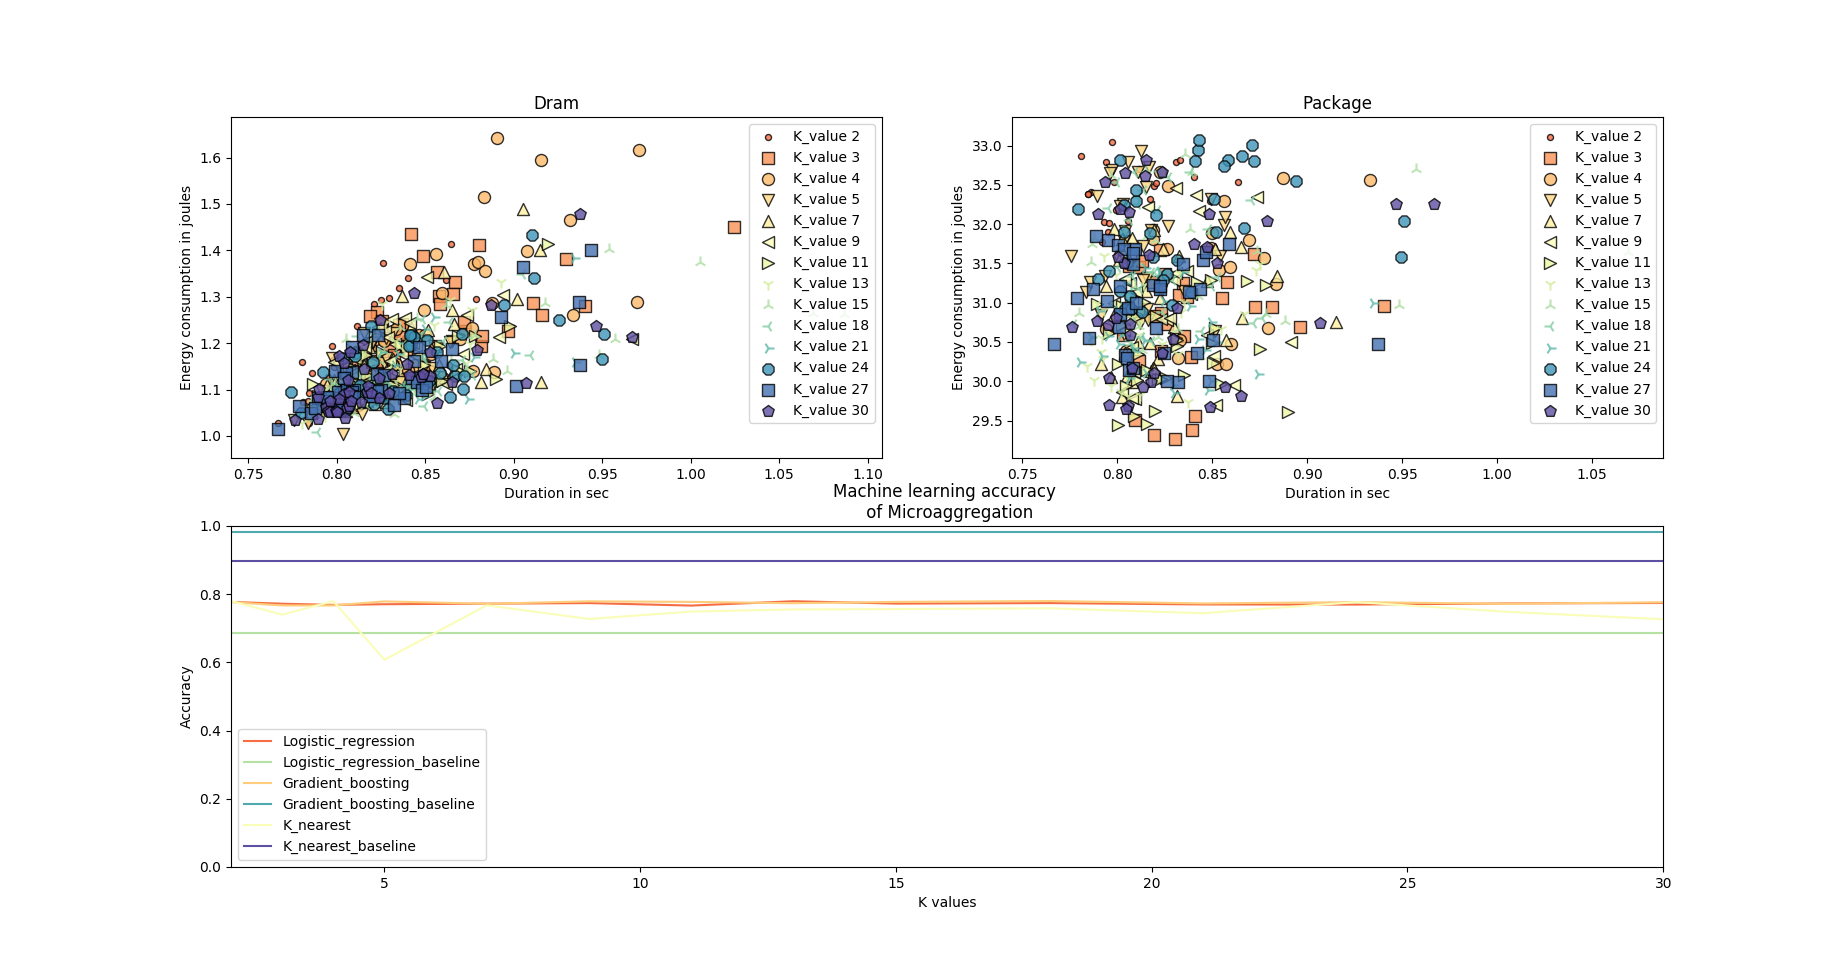 Dram
Energy consumption in joules
1.6
1.5
1.4
1.3
1.2
1.1
1.0
0.75
0.80
0.85
0.90
0.95
1.00
1.05
1.10
Duration in sec
K_value 2
K_value 3
K_value 4
K_value 5
K_value 7
K_value 9
K_value 11
K_value 13
K_value 15
K_value 18
K_value 21
K_value 24
K_value 27
K_value 30
Package
Energy consumption in joules
33.0
32.5
32.0
31.5
31.0
30.5
30.0
29.5
0.75
0.80
0.85
0.90
0.95
1.00
1.05
Duration in sec
K_value 2
K_value 3
K_value 4
K_value 5
K_value 7
K_value 9
K_value 11
K_value 13
K_value 15
K_value 18
K_value 21
K_value 24
K_value 27
K_value 30
Machine learning accuracy
of Microaggregation
Accuracy
1.0
0.8
0.6
0.4
0.2
0.0
Logistic_regression
Logistic_regression_baseline
Gradient_boosting
Gradient_boosting_baseline
K_nearest
K_nearest_baseline
5
10
15
20
25
30
K values